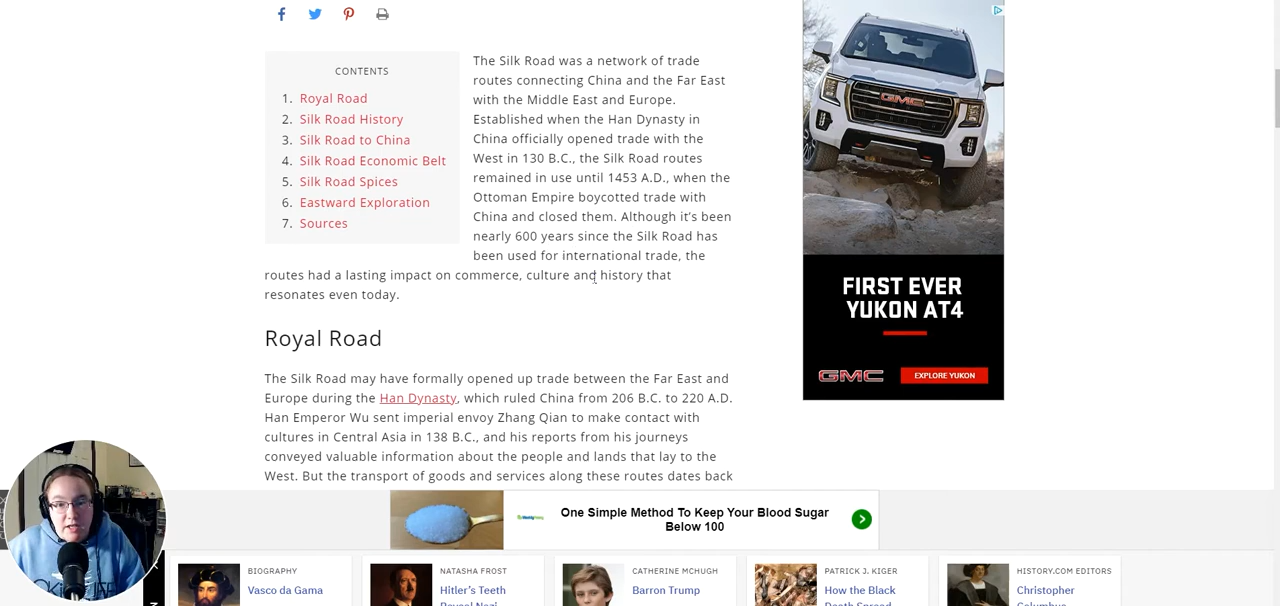 CONTENTS
1. Royal Road
2. Silk Road History
3. Silk Road to China
4. Silk Road Economic Belt
5. Silk Road Spices
6. Eastward Exploration
7. Sources
The Silk Road was a network of trade
routes connecting China and the Far East
with the Middle East and Europe.
Established when the Han Dynasty in
China officially opened trade with the
West in 130 B.C., the Silk Road routes
remained in use until 1453 A.D., when the
Ottoman Empire boycotted trade with
China and closed them. Although it’s been
nearly 600 years since the Silk Road has
been used for international trade, the
routes had a lasting impact on commerce, culture and history that
resonates even today.
Royal Road
The Silk Road may have formally opened up trade between the Far East and
Europe during the Han Dynasty, which ruled China from 206 B.C. to 220 A.D.
Han Emperor Wu sent imperial envoy Zhang Qian to make contact with
cultures in Central Asia in 138 B.C., and his reports from his journeys
conveyed valuable information about the people and lands that lay to the
West. But the transport of goods and services along these routes dates back
GMC
FIRST EVER
YUKON AT4
GMC
EXPLORE YUKON
One Simple Method To Keep Your Blood Sugar
Below 100
BIOGRAPHY
Vasco da Gama
NATASHA FROST
Hitler’s Teeth
Reveal Nazi
CATHERINE MCHUGH
Barron Trump
PATRICK J. KIGER
How the Black
Death Spread
HISTORY.COM EDITORS
Christopher
Columbus